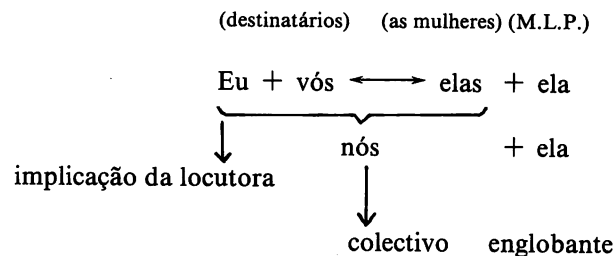 (destinatários) (as mulheres) (M.L.P.)
Eu + vós ⟷ elas + ela
nós + ela
implicação da locutora
colectivo englobante